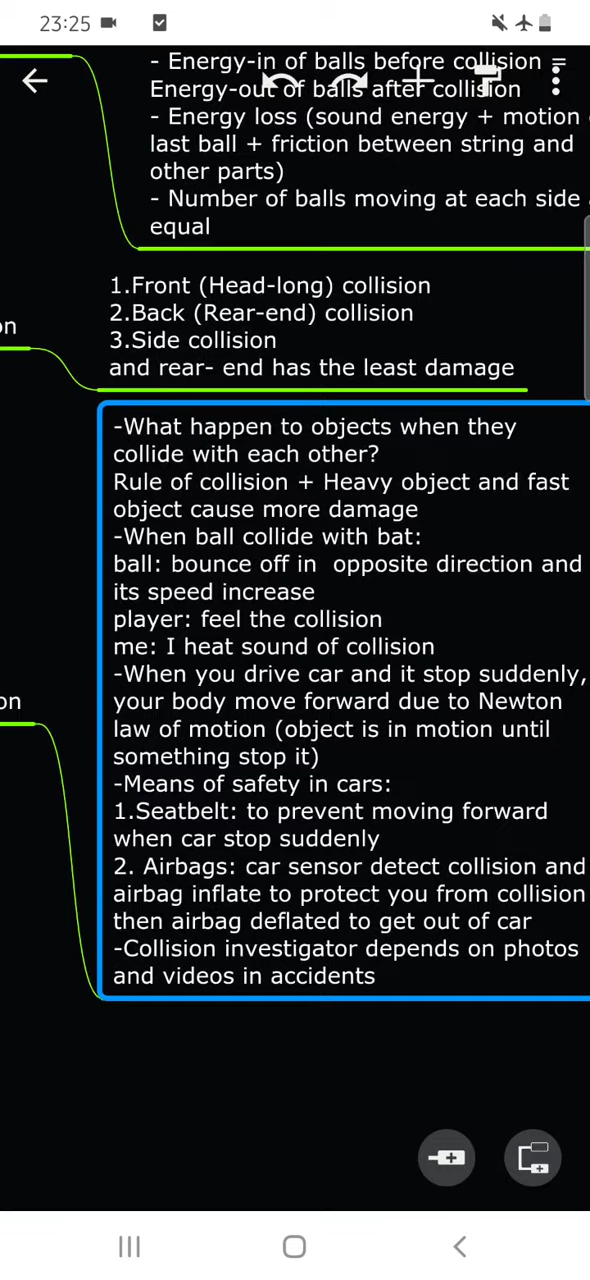 23:25
- Energy-in of balls before collision =
Energy-out of balls after collision
- Energy loss (sound energy + motion
last ball + friction between string and
other parts)
- Number of balls moving at each side
equal
1.Front (Head-long) collision
2.Back (Rear-end) collision
3.Side collision
and rear- end has the least damage
on
-What happen to objects when they
collide with each other?
Rule of collision + Heavy object and fast
object cause more damage
-When ball collide with bat:
ball: bounce off in  opposite direction and
its speed increase
player: feel the collision
me: I heat sound of collision
-When you drive car and it stop suddenly,
your body move forward due to Newton
law of motion (object is in motion until
something stop it)
-Means of safety in cars:
1.Seatbelt: to prevent moving forward
when car stop suddenly
2. Airbags: car sensor detect collision and
airbag inflate to protect you from collision
then airbag deflated to get out of car
-Collision investigator depends on photos
and videos in accidents
on